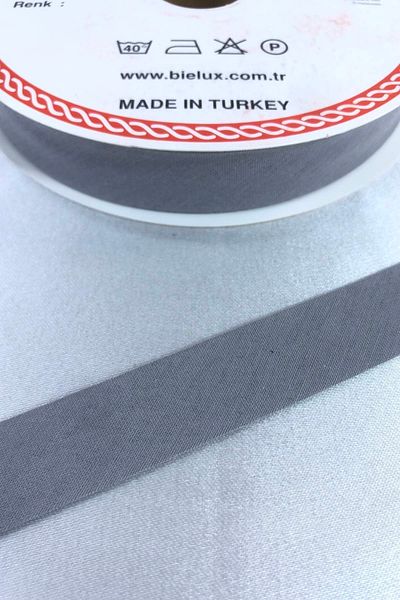 Renk :
40°
P
www.bielux.com.tr
MADE IN TURKEY